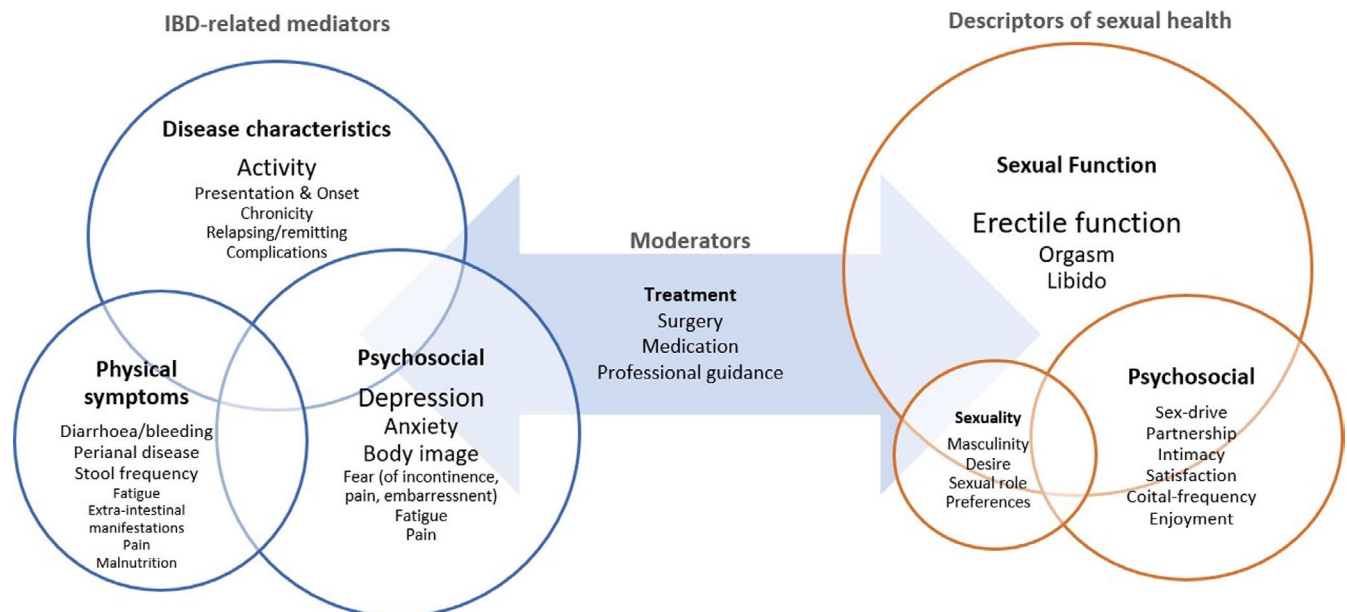 IBD-related mediators
Disease characteristics
Activity
Presentation & Onset
Chronicity
Relapsing/remitting
Complications
Physical
symptoms
Diarrhoea/bleeding
Perianal disease
Stool frequency
Fatigue
Extra-intestinal
manifestations
Pain
Malnutrition
Psychosocial
Depression
Anxiety
Body image
Fear (of incontinence,
pain, embarressnent)
Fatigue
Pain
Moderators
Treatment
Surgery
Medication
Professional guidance
Descriptors of sexual health
Sexual Function
Erectile function
Orgasm
Libido
Sexuality
Masculinity
Desire
Sexual role
Preferences
Psychosocial
Sex-drive
Partnership
Intimacy
Satisfaction
Coital-frequency
Enjoyment